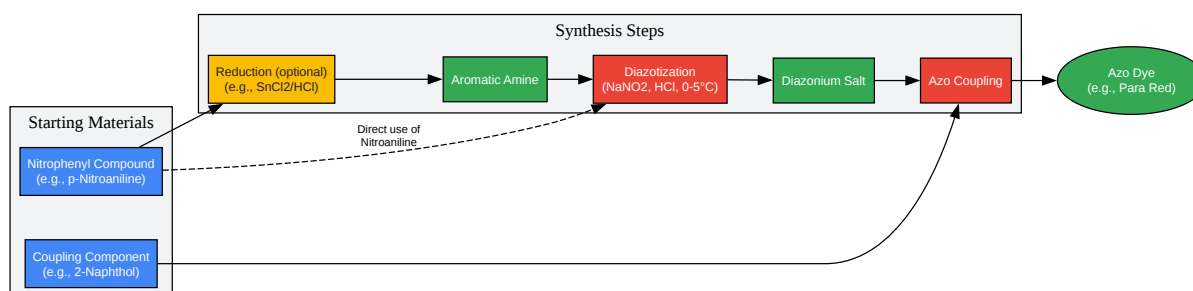 Synthesis Steps
Reduction (optional)
(e.g., SnCl2/HCl)
Aromatic Amine
Diazotization
(NaNO2, HCl, 0-5°C)
Diazonium Salt
Azo Coupling
Azo Dye
(e.g., Para Red)
Starting Materials
Nitrophenyl Compound
(e.g., p-Nitroaniline)
Direct use of
Nitroaniline
Coupling Component
(e.g., 2-Naphthol)